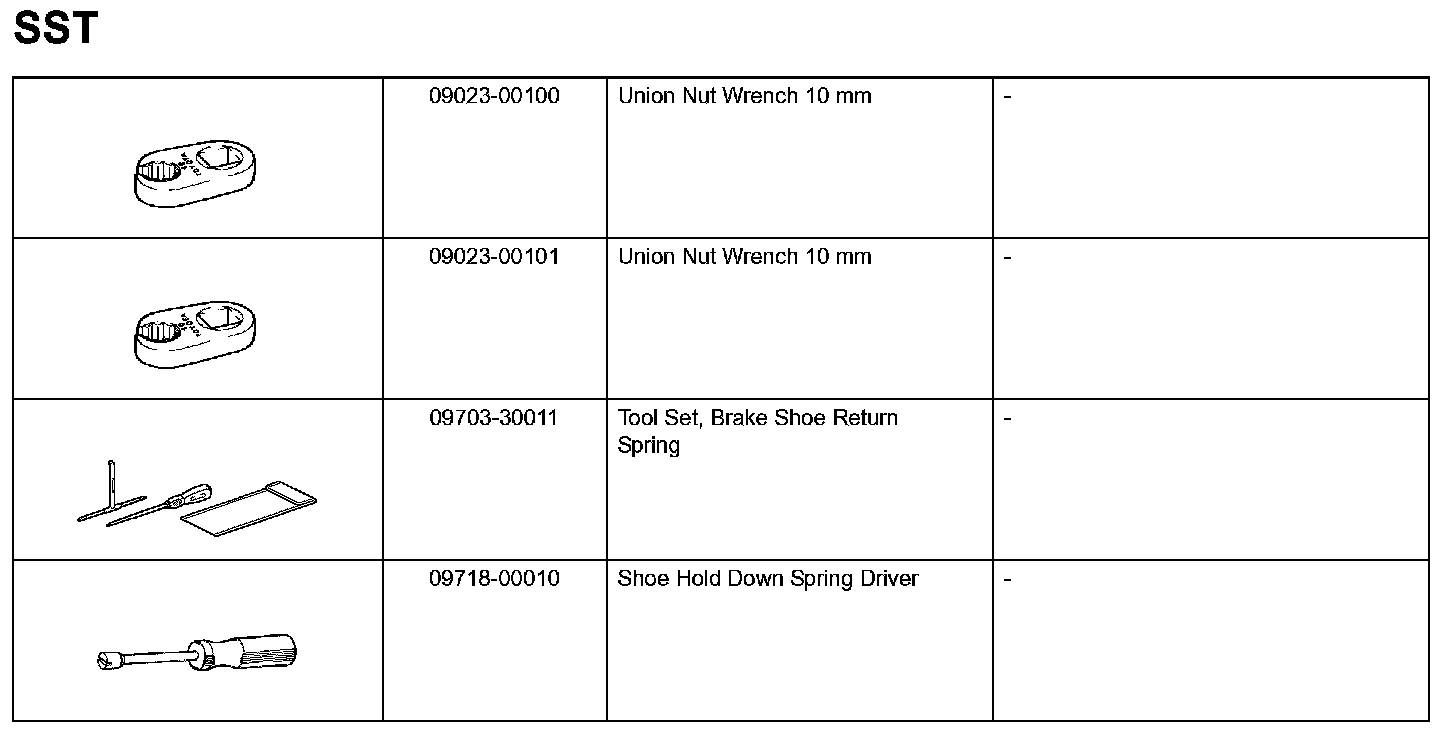 SST
09023-00100 Union Nut Wrench 10 mm -
09023-00101 Union Nut Wrench 10 mm -
09703-30011 Tool Set, Brake Shoe Return -
Spring
09718-00010 Shoe Hold Down Spring Driver -